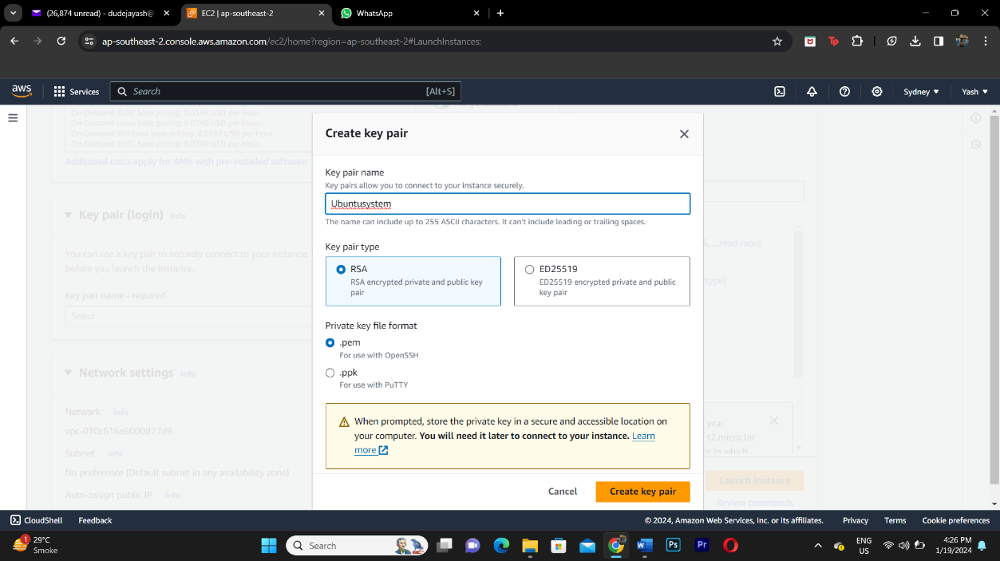 (26,874 unread) - dudejayash@
EC2 | ap-southeast-2
WhatsApp
ap-southeast-2.console.aws.amazon.com/ec2/home?region=ap-southeast-2#LaunchInstances:
aws
Services
Search
[Alt+S]
Sydney
Yash
On-Demand SUSE base pricing: 0.0146 USD per Hour
On-Demand Linux base pricing: 0.0146 USD per Hour
On-Demand Windows base pricing: 0.0192 USD per Hour
On-Demand RHEL base pricing: 0.0746 USD per Hour
Additional costs apply for AMIs with pre-installed software
Key pair (login) Info
You can use a key pair to securely connect to your instance
before you launch the instance.
Key pair name - required
Select
Network settings Info
Network Info
vpc-010c616e6000d77d9
Subnet Info
No preference (Default subnet in any availability zone)
Auto-assign public IP Info
Create key pair
Key pair name
Key pairs allow you to connect to your instance securely.
Ubuntusystem
The name can include up to 255 ASCII characters. It can't include leading or trailing spaces.
Key pair type
RSA
RSA encrypted private and public key
pair
ED25519
ED25519 encrypted private and public
key pair
Private key file format
.pem
For use with OpenSSH
.ppk
For use with PuTTY
When prompted, store the private key in a secure and accessible location on
your computer. You will need it later to connect to your instance. Learn
more
Cancel
Create key pair
...read more
type)
year
t2.micro (or
in which
Launch instance
Review commands
CloudShell
Feedback
© 2024, Amazon Web Services, Inc. or its affiliates.
Privacy
Terms
Cookie preferences
1
29°C
Smoke
Search
ENG
US
4:26 PM
1/19/2024